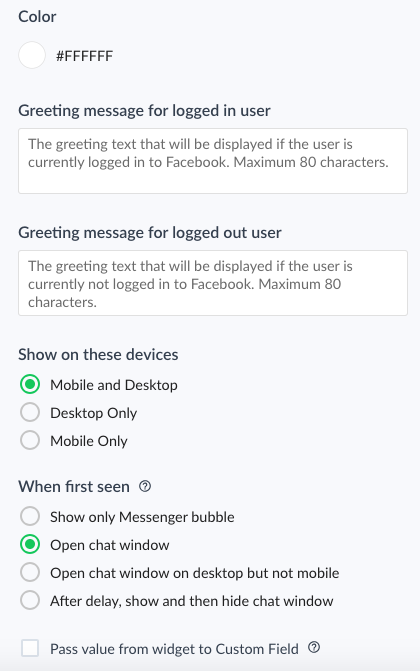 Color
#FFFFFF
Greeting message for logged in user
The greeting text that will be displayed if the user is
currently logged in to Facebook. Maximum 80 characters.
Greeting message for logged out user
The greeting text that will be displayed if the user is
currently not logged in to Facebook. Maximum 80
characters.
Show on these devices
Mobile and Desktop
Desktop Only
Mobile Only
When first seen ?
Show only Messenger bubble
Open chat window
Open chat window on desktop but not mobile
After delay, show and then hide chat window
Pass value from widget to Custom Field ?